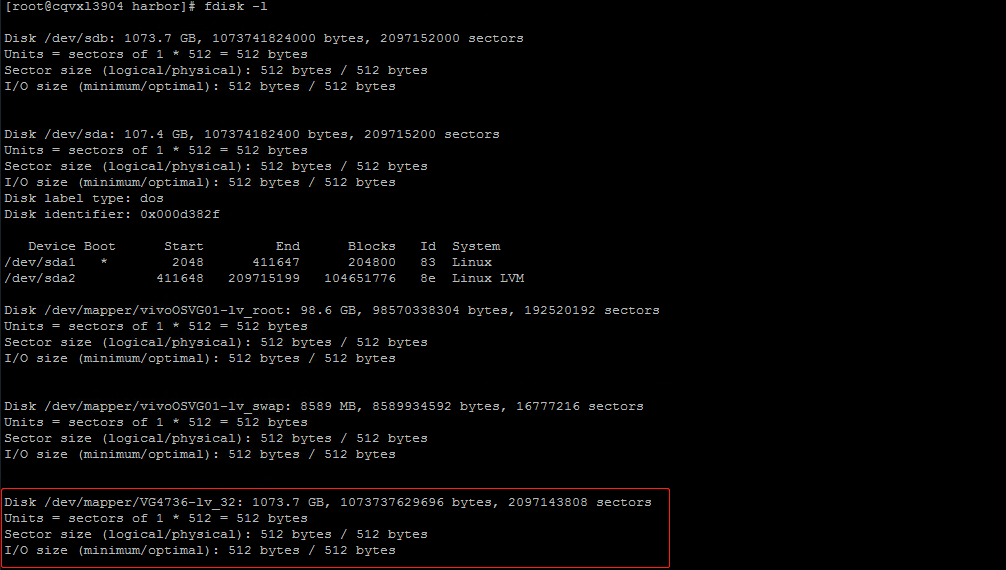 [root@cqvxl3904 harbor]# fdisk -l
Disk /dev/sdb: 1073.7 GB, 1073741824000 bytes, 2097152000 sectors
Units = sectors of 1 * 512 = 512 bytes
Sector size (logical/physical): 512 bytes / 512 bytes
I/O size (minimum/optimal): 512 bytes / 512 bytes
Disk /dev/sda: 107.4 GB, 107374182400 bytes, 209715200 sectors
Units = sectors of 1 * 512 = 512 bytes
Sector size (logical/physical): 512 bytes / 512 bytes
I/O size (minimum/optimal): 512 bytes / 512 bytes
Disk label type: dos
Disk identifier: 0x000d382f
Device Boot Start End Blocks Id System
/dev/sda1 * 2048 411647 204800 83 Linux
/dev/sda2 411648 209715199 104651776 8e Linux LVM
Disk /dev/mapper/vivoOSVG01-lv_root: 98.6 GB, 98570338304 bytes, 192520192 sectors
Units = sectors of 1 * 512 = 512 bytes
Sector size (logical/physical): 512 bytes / 512 bytes
I/O size (minimum/optimal): 512 bytes / 512 bytes
Disk /dev/mapper/vivoOSVG01-lv_swap: 8589 MB, 8589934592 bytes, 16777216 sectors
Units = sectors of 1 * 512 = 512 bytes
Sector size (logical/physical): 512 bytes / 512 bytes
I/O size (minimum/optimal): 512 bytes / 512 bytes
Disk /dev/mapper/VG4736-lv_32: 1073.7 GB, 1073737629696 bytes, 2097143808 sectors
Units = sectors of 1 * 512 = 512 bytes
Sector size (logical/physical): 512 bytes / 512 bytes
I/O size (minimum/optimal): 512 bytes / 512 bytes